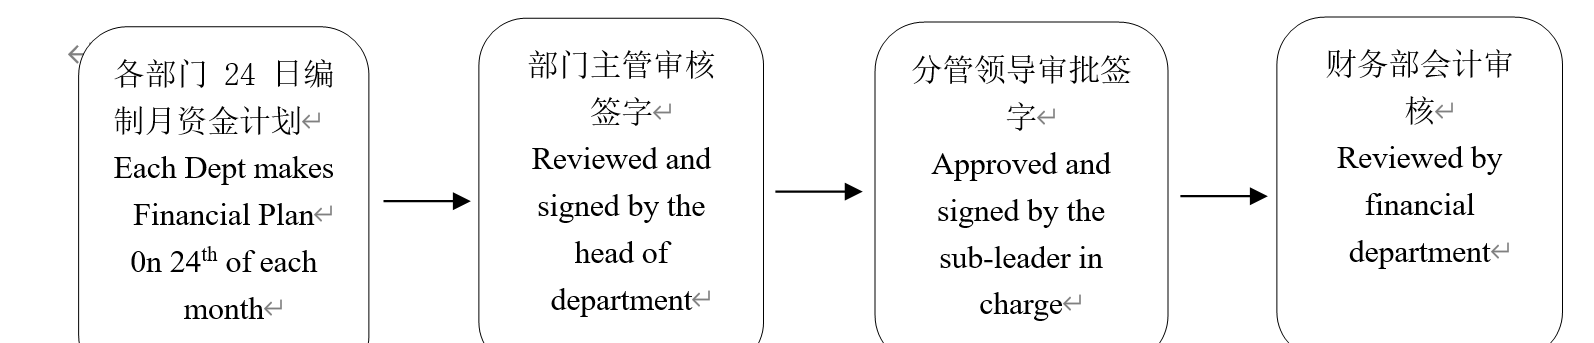 各部门 24 日编
制月资金计划
Each Dept makes
Financial Plan
0n 24th of each
month
部门主管审核
签字
Reviewed and
signed by the
head of
department
分管领导审批签
字
Approved and
signed by the
sub-leader in
charge
财务部会计审
核
Reviewed by
financial
department